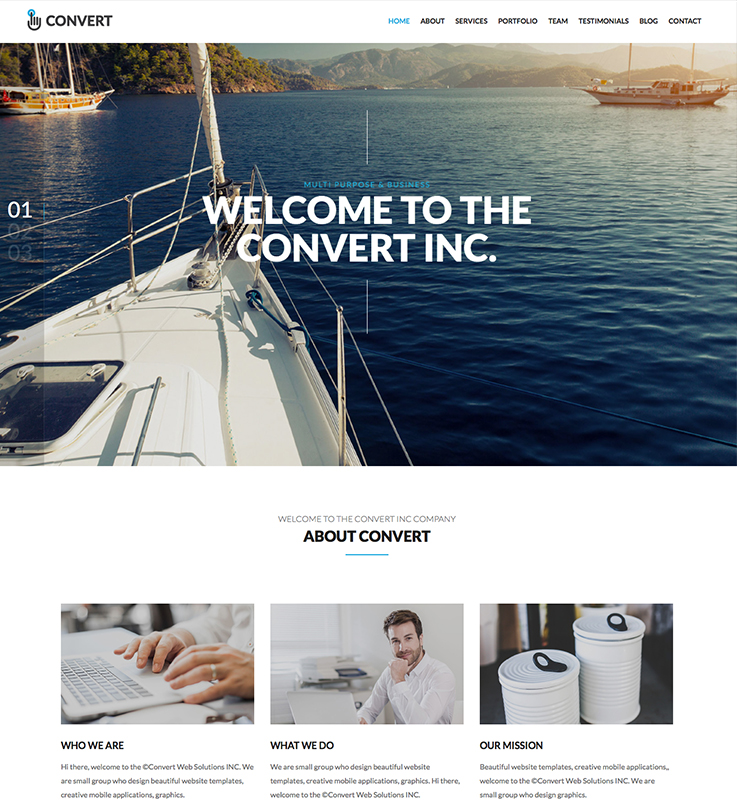 CONVERT
HOME ABOUT SERVICES PORTFOLIO TEAM TESTIMONIALS BLOG CONTACT
MULTI PURPOSE & BUSINESS
WELCOME TO THE
CONVERT INC.
01
02
03
WELCOME TO THE CONVERT INC COMPANY
ABOUT CONVERT
WHO WE ARE
Hi there, welcome to the ©Convert Web Solutions INC. We
are small group who design beautiful website templates,
creative mobile applications, graphics.
WHAT WE DO
We are small group who design beautiful website
templates, creative mobile applications, graphics. Hi there,
welcome to the ©Convert Web Solutions INC.
OUR MISSION
Beautiful website templates, creative mobile applications,,
welcome to the ©Convert Web Solutions INC. We are
small group who design graphics.